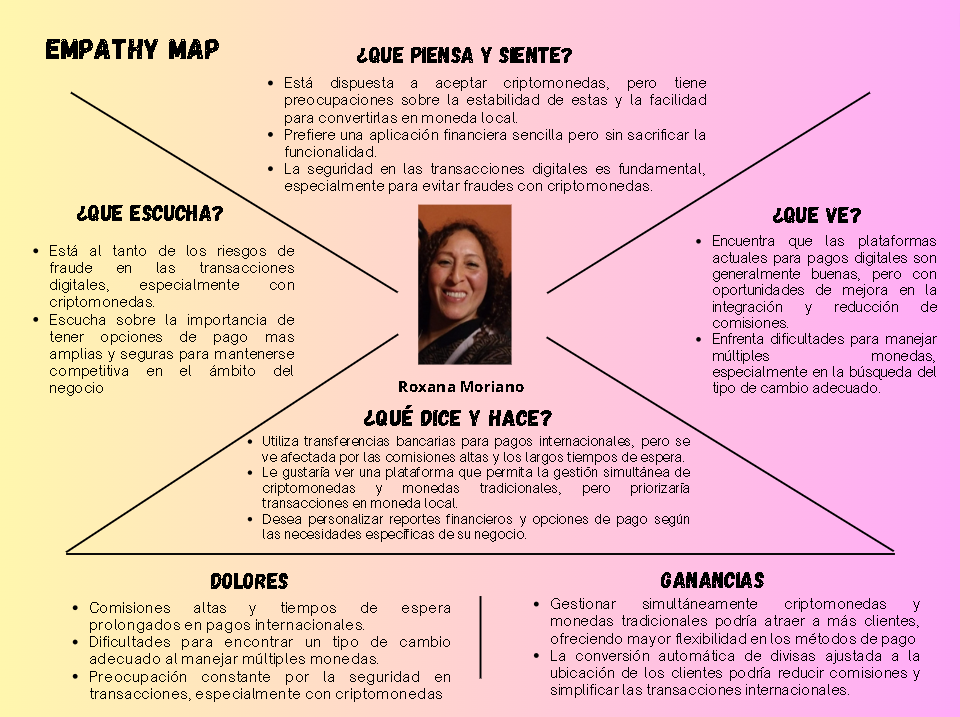 EMPATHY MAP
¿QUE PIENSA Y SIENTE?
• Está dispuesta a aceptar criptomonedas, pero tiene
preocupaciones sobre la estabilidad de estas y la facilidad
para convertirlas en moneda local.
• Prefiere una aplicación financiera sencilla pero sin sacrificar la
funcionalidad.
• La seguridad en las transacciones digitales es fundamental,
especialmente para evitar fraudes con criptomonedas.
¿QUE ESCUCHA?
• Está al tanto de los riesgos de
fraude en las transacciones
digitales, especialmente con
criptomonedas.
• Escucha sobre la importancia de
tener opciones de pago mas
amplias y seguras para mantenerse
competitiva en el ámbito del
negocio
¿QUE VE?
• Encuentra que las plataformas
actuales para pagos digitales son
generalmente buenas, pero con
oportunidades de mejora en la
integración y reducción de
comisiones.
• Enfrenta dificultades para manejar
múltiples monedas,
especialmente en la búsqueda del
tipo de cambio adecuado.
Roxana Moriano
¿QUÉ DICE Y HACE?
• Utiliza transferencias bancarias para pagos internacionales, pero se
ve afectada por las comisiones altas y los largos tiempos de espera.
• Le gustaría ver una plataforma que permita la gestión simultánea de
criptomonedas y monedas tradicionales, pero priorizaría
transacciones en moneda local.
• Desea personalizar reportes financieros y opciones de pago según
las necesidades específicas de su negocio.
DOLORES
• Comisiones altas y tiempos de espera
prolongados en pagos internacionales.
• Dificultades para encontrar un tipo de cambio
adecuado al manejar múltiples monedas.
• Preocupación constante por la seguridad en
transacciones, especialmente con criptomonedas
GANANCIAS
• Gestionar simultáneamente criptomonedas y
monedas tradicionales podría atraer a más clientes,
ofreciendo mayor flexibilidad en los métodos de pago
• La conversión automática de divisas ajustada a la
ubicación de los clientes podría reducir comisiones y
simplificar las transacciones internacionales.